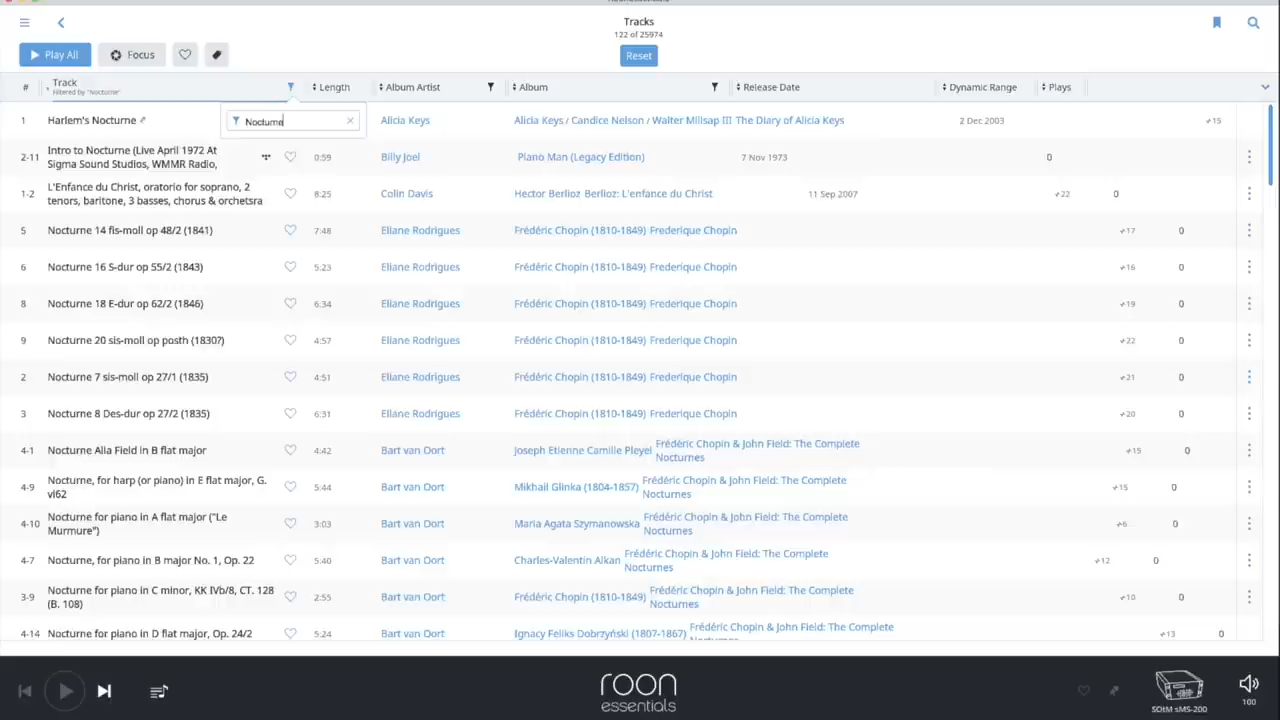 Tracks
122 of 25974
Play All
Focus
Reset
# Track Length Album Artist Album Release Date Dynamic Range Plays
Filtered by "Nocturne"
Nocturne
1 Harlem's Nocturne Alicia Keys Alicia Keys / Candice Nelson / Walter Millsap III The Diary of Alicia Keys 2 Dec 2003 15
2-11 Intro to Nocturne (Live April 1972 At
Sigma Sound Studios, WMMR Radio, 0:59 Billy Joel Piano Man (Legacy Edition) 7 Nov 1973 0
1-2 L'Enfance du Christ, oratorio for soprano, 2
tenors, baritone, 3 basses, chorus & orchetsra 8:25 Colin Davis Hector Berlioz Berlioz: L'enfance du Christ 11 Sep 2007 22 0
5 Nocturne 14 fis-moll op 48/2 (1841) 7:48 Eliane Rodrigues Frédéric Chopin (1810-1849) Frederique Chopin 17 0
6 Nocturne 16 S-dur op 55/2 (1843) 5:23 Eliane Rodrigues Frédéric Chopin (1810-1849) Frederique Chopin 16 0
8 Nocturne 18 E-dur op 62/2 (1846) 6:34 Eliane Rodrigues Frédéric Chopin (1810-1849) Frederique Chopin 19 0
9 Nocturne 20 sis-moll op posth (1830?) 4:57 Eliane Rodrigues Frédéric Chopin (1810-1849) Frederique Chopin 22 0
2 Nocturne 7 sis-moll op 27/1 (1835) 4:51 Eliane Rodrigues Frédéric Chopin (1810-1849) Frederique Chopin 21 0
3 Nocturne 8 Des-dur op 27/2 (1835) 6:31 Eliane Rodrigues Frédéric Chopin (1810-1849) Frederique Chopin 20 0
4-1 Nocturne Alla Field in B flat major 4:42 Bart van Oort Joseph Etienne Camille Pleyel Frédéric Chopin & John Field: The Complete
Nocturnes 15 0
4-9 Nocturne, for harp (or piano) in E flat major, G.
vi62 5:44 Bart van Oort Mikhail Glinka (1804-1857) Frédéric Chopin & John Field: The Complete
Nocturnes 15 0
4-10 Nocturne for piano in A flat major ("Le
Murmure") 3:03 Bart van Oort Maria Agata Szymanowska Frédéric Chopin & John Field: The Complete
Nocturnes 6 0
4-7 Nocturne, for piano in B major No. 1, Op. 22 5:40 Bart van Oort Charles-Valentin Alkan Frédéric Chopin & John Field: The Complete
Nocturnes 12 0
3-9 Nocturne for piano in C minor, KK IVb/8, CT. 128
(B. 108) 2:55 Bart van Oort Frédéric Chopin (1810-1849) Frédéric Chopin & John Field: The Complete
Nocturnes 10 0
4-14 Nocturne for piano in D flat major, Op. 24/2 5:24 Bart van Oort Ignacy Feliks Dobrzyński (1807-1867) Frédéric Chopin & John Field: The Complete
13 0
roon
essentials
SOtM sMS-200
100